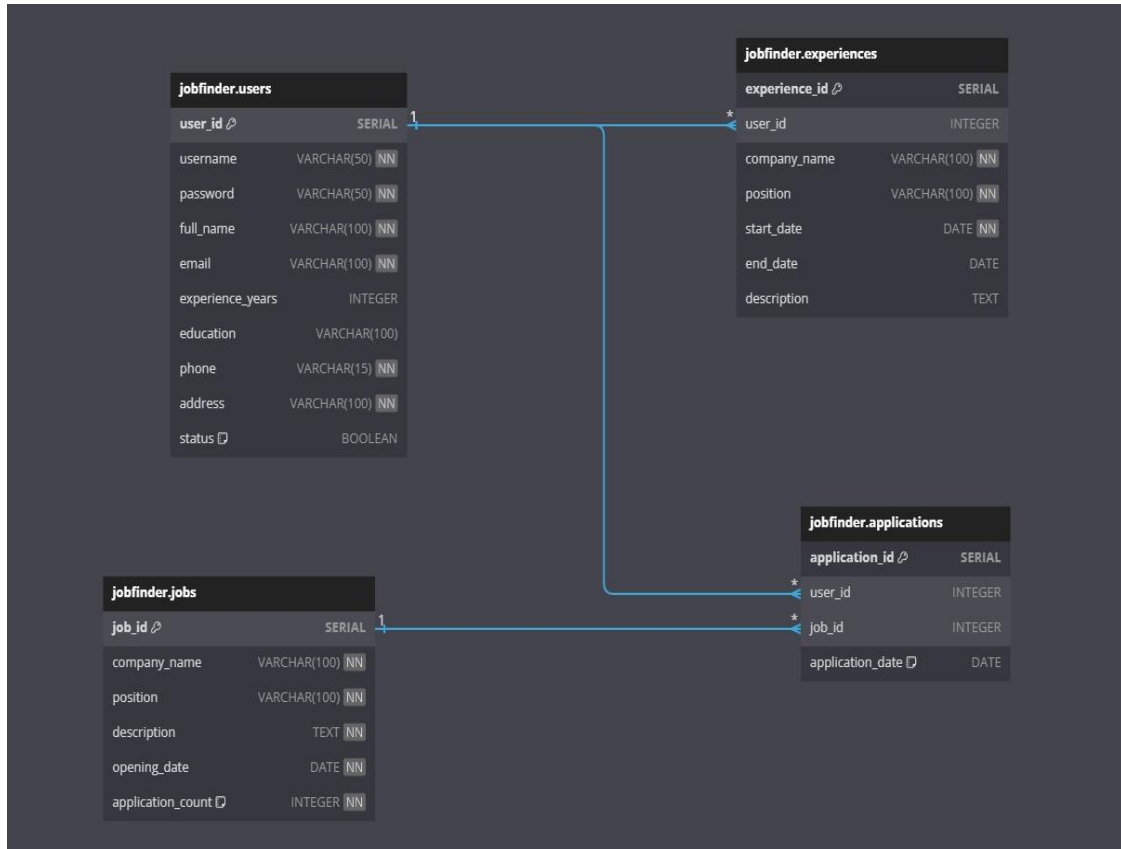 jobfinder.users
user_id SERIAL
username VARCHAR(50) NN
password VARCHAR(50) NN
full_name VARCHAR(100) NN
email VARCHAR(100) NN
experience_years INTEGER
education VARCHAR(100)
phone VARCHAR(15) NN
address VARCHAR(100) NN
status BOOLEAN
1
*
jobfinder.experiences
experience_id SERIAL
user_id INTEGER
company_name VARCHAR(100) NN
position VARCHAR(100) NN
start_date DATE NN
end_date DATE
description TEXT
jobfinder.jobs
job_id SERIAL
company_name VARCHAR(100) NN
position VARCHAR(100) NN
description TEXT NN
opening_date DATE NN
application_count INTEGER NN
1
*
*
jobfinder.applications
application_id SERIAL
user_id INTEGER
job_id INTEGER
application_date DATE